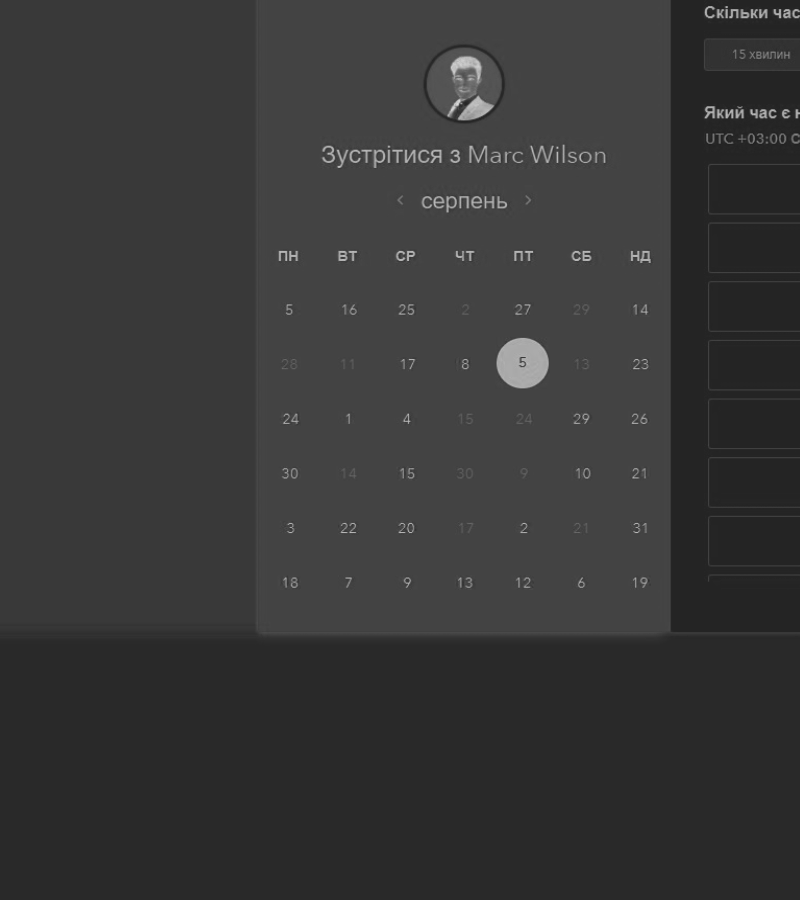 Скільки час
15 хвилин
Який час є н
UTC +03:00 С
Зустрітися з Marc Wilson
серпень
ПН ВТ СР ЧТ ПТ СБ НД
5 16 25 2 27 29 14
28 11 17 8 5 13 23
24 1 4 15 24 29 26
30 14 15 30 9 10 21
3 22 20 17 2 21 31
18 7 9 13 12 6 19